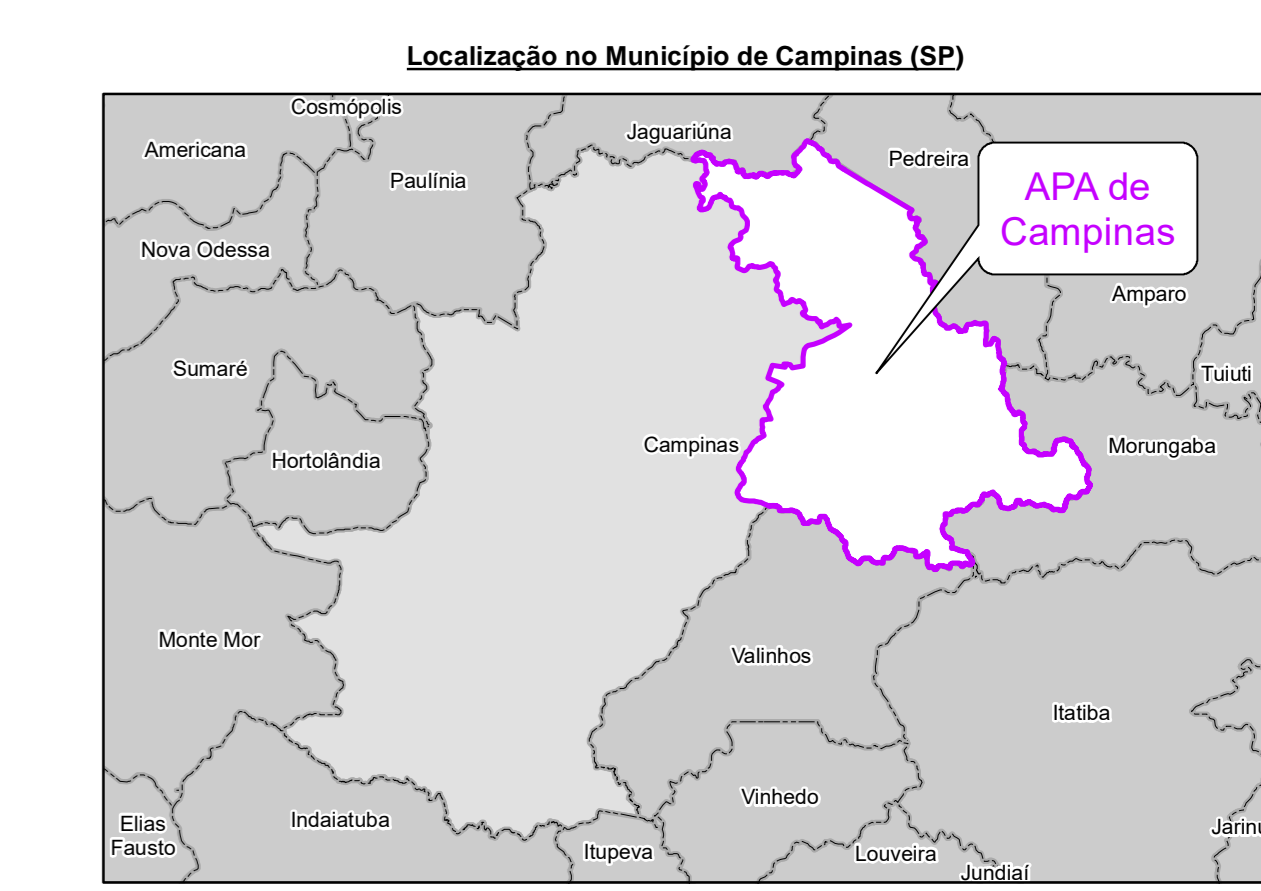 Localização no Município de Campinas (SP)
Cosmópolis
Americana
Jaguariúna
Pedreira
Paulínia
APA de
Campinas
Nova Odessa
Amparo
Sumaré
Tuiuti
Campinas
Morungaba
Hortolândia
Monte Mor
Valinhos
Itatiba
Vinhedo
Elias
Fausto
Indaiatuba
Jarinu
Itupeva
Louveira
Jundiaí